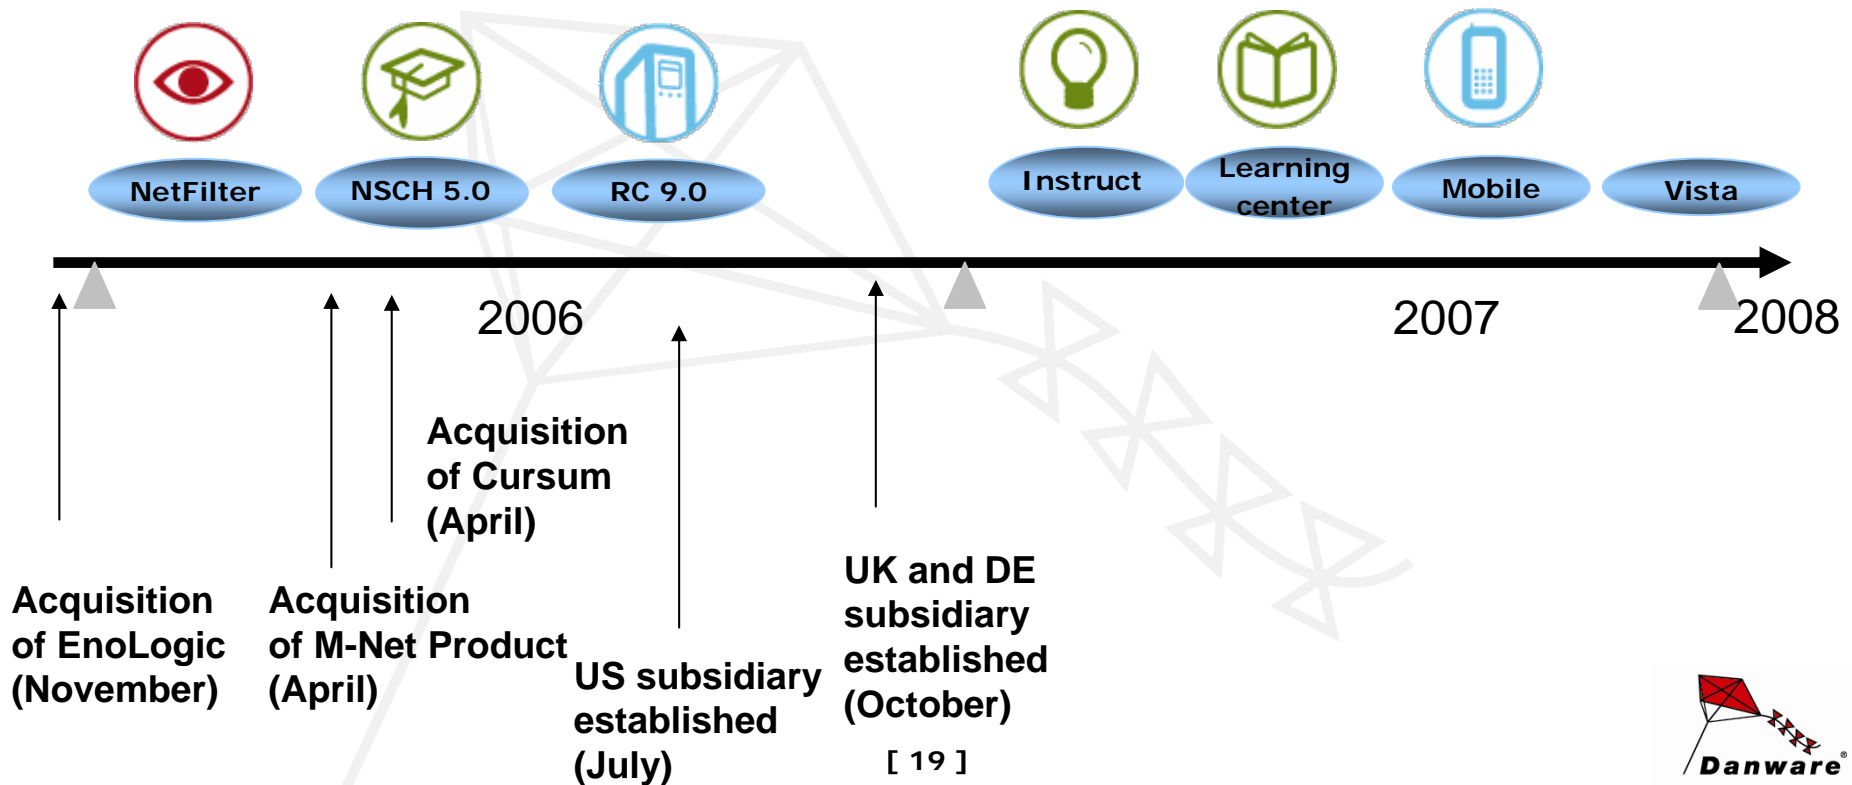 NetFilter
NSCH 5.0
RC 9.0
Instruct
Learning
center
Mobile
Vista
2006
2007
2008
Acquisition
of EnoLogic
(November)
Acquisition
of M-Net Product
(April)
Acquisition
of Cursum
(April)
US subsidiary
established
(July)
UK and DE
subsidiary
established
(October)
[ 19 ]
Danware®